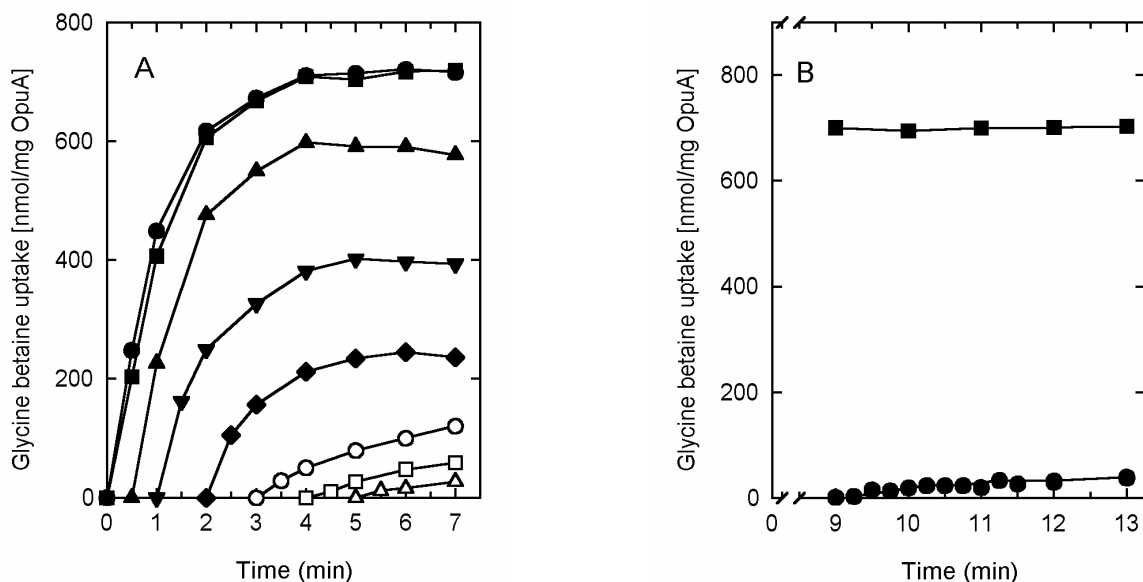 A
Glycine betaine uptake [nmol/mg OpuA]
800
600
400
200
0
0 1 2 3 4 5 6 7
Time (min)
B
Glycine betaine uptake [nmol/mg OpuA]
800
600
400
200
0
0 9 10 11 12 13
Time (min)